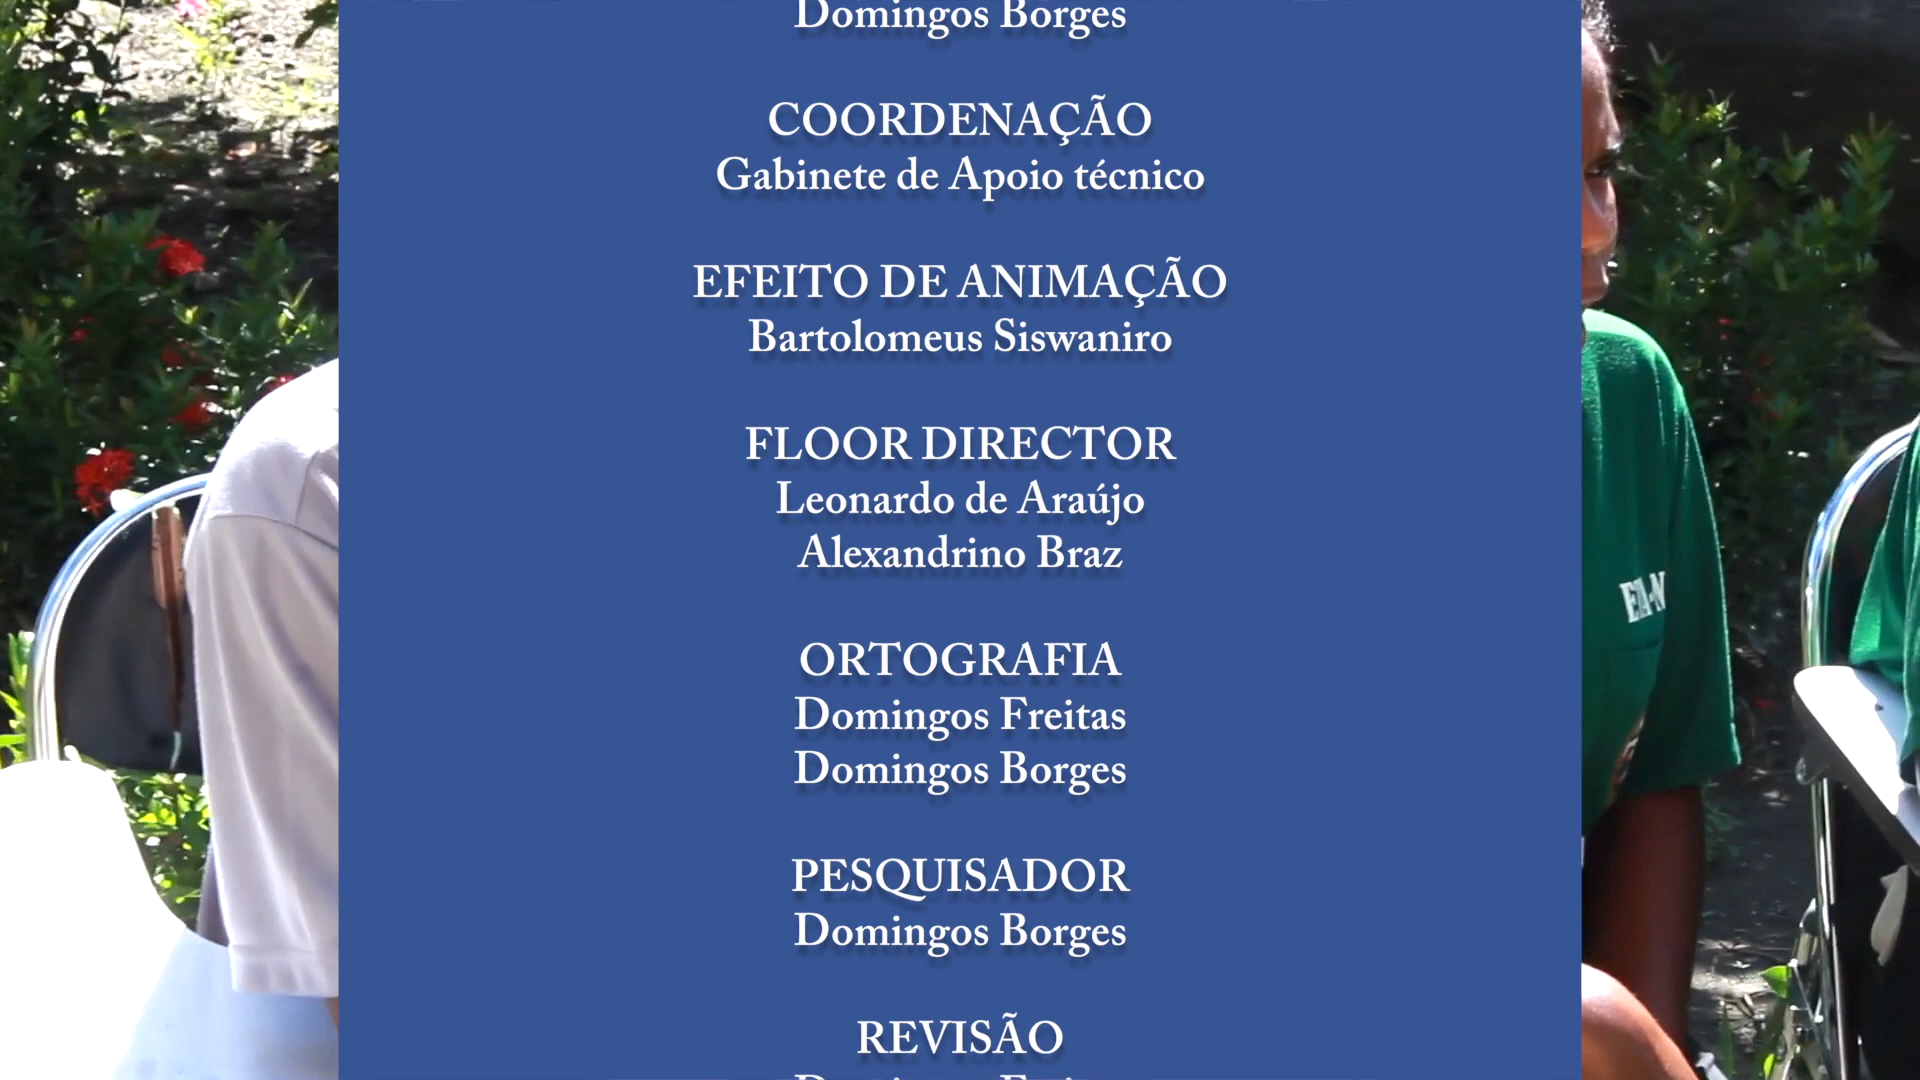 Domingos Borges
COORDENAÇÃO
Gabinete de Apoio técnico
EFEITO DE ANIMAÇÃO
Bartolomeus Siswaniro
FLOOR DIRECTOR
Leonardo de Araújo
Alexandrino Braz
ORTOGRAFIA
Domingos Freitas
Domingos Borges
PESQUISADOR
Domingos Borges
REVISÃO